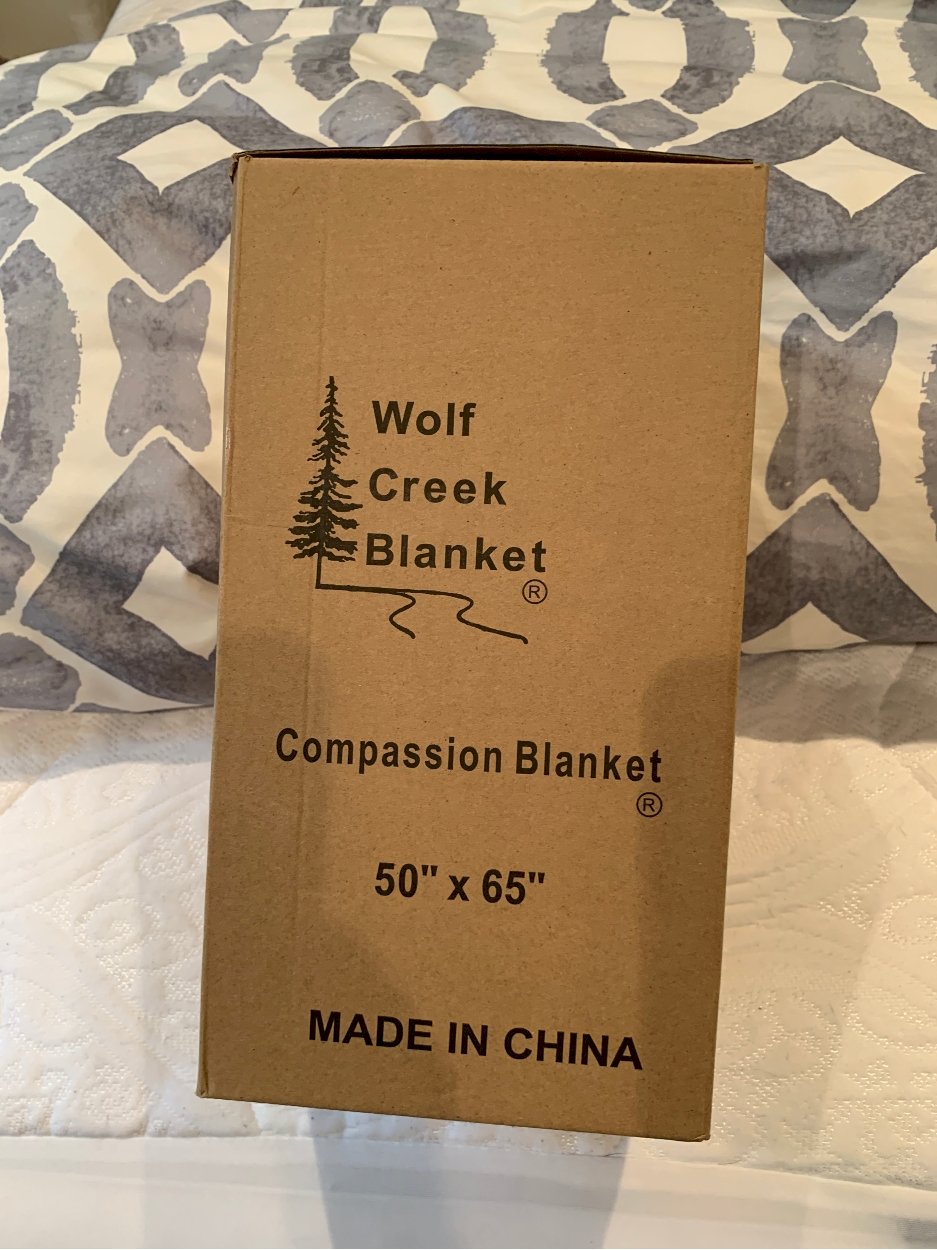 Wolf
Creek
Blanket
®
Compassion Blanket
®
50" x 65"
MADE IN CHINA